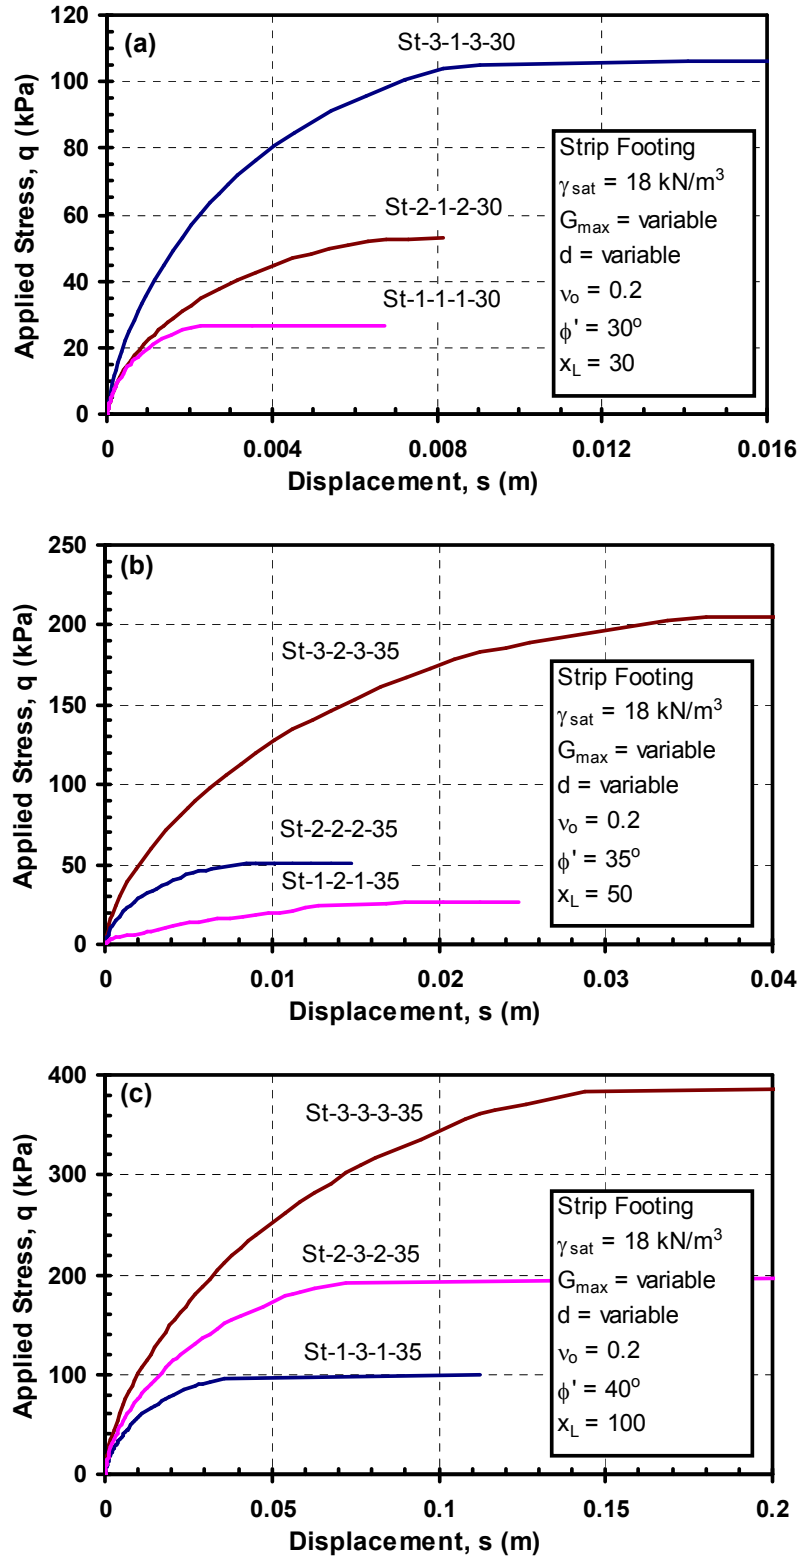 (a)
St-3-1-3-30
St-2-1-2-30
St-1-1-1-30
Strip Footing
γsat = 18 kN/m³
Gmax = variable
d = variable
νo = 0.2
ϕ' = 30°
xL = 30
120
100
80
60
40
20
0
Applied Stress, q (kPa)
0 0.004 0.008 0.012 0.016
Displacement, s (m)
(b)
St-3-2-3-35
St-2-2-2-35
St-1-2-1-35
Strip Footing
γsat = 18 kN/m³
Gmax = variable
d = variable
νo = 0.2
ϕ' = 35°
xL = 50
250
200
150
100
50
0
Applied Stress, q (kPa)
0 0.01 0.02 0.03 0.04
Displacement, s (m)
(c)
St-3-3-3-35
St-2-3-2-35
St-1-3-1-35
Strip Footing
γsat = 18 kN/m³
Gmax = variable
d = variable
νo = 0.2
ϕ' = 40°
xL = 100
400
300
200
100
0
Applied Stress, q (kPa)
0 0.05 0.1 0.15 0.2
Displacement, s (m)